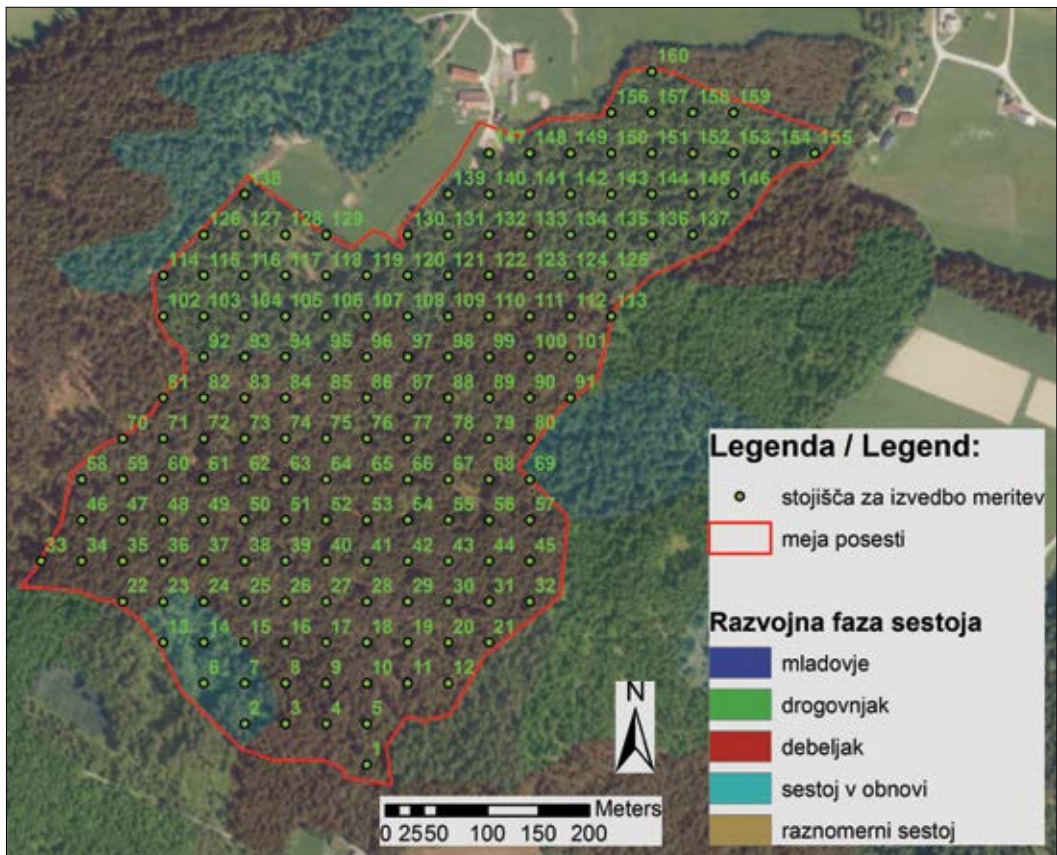 160
156 157 158 159
147 148 149 150 151 152 153 154 155
138 139 140 141 142 143 144 145 146
126 127 128 129 130 131 132 133 134 135 136 137
114 115 116 117 118 119 120 121 122 123 124 125
102 103 104 105 106 107 108 109 110 111 112 113
92 93 94 95 96 97 98 99 100 101
81 82 83 84 85 86 87 88 89 90 91
70 71 72 73 74 75 76 77 78 79 80
58 59 60 61 62 63 64 65 66 67 68 69
46 47 48 49 50 51 52 53 54 55 56 57
33 34 35 36 37 38 39 40 41 42 43 44 45
22 23 24 25 26 27 28 29 30 31 32
13 14 15 16 17 18 19 20 21
6 7 8 9 10 11 12
2 3 4 5
1
Legenda / Legend:
stojišča za izvedbo meritev
meja posesti
Razvojna faza sestoja
mladovje
drogovnjak
debeljak
sestoj v obnovi
raznomerni sestoj
N
Meters
0 25 50 100 150 200